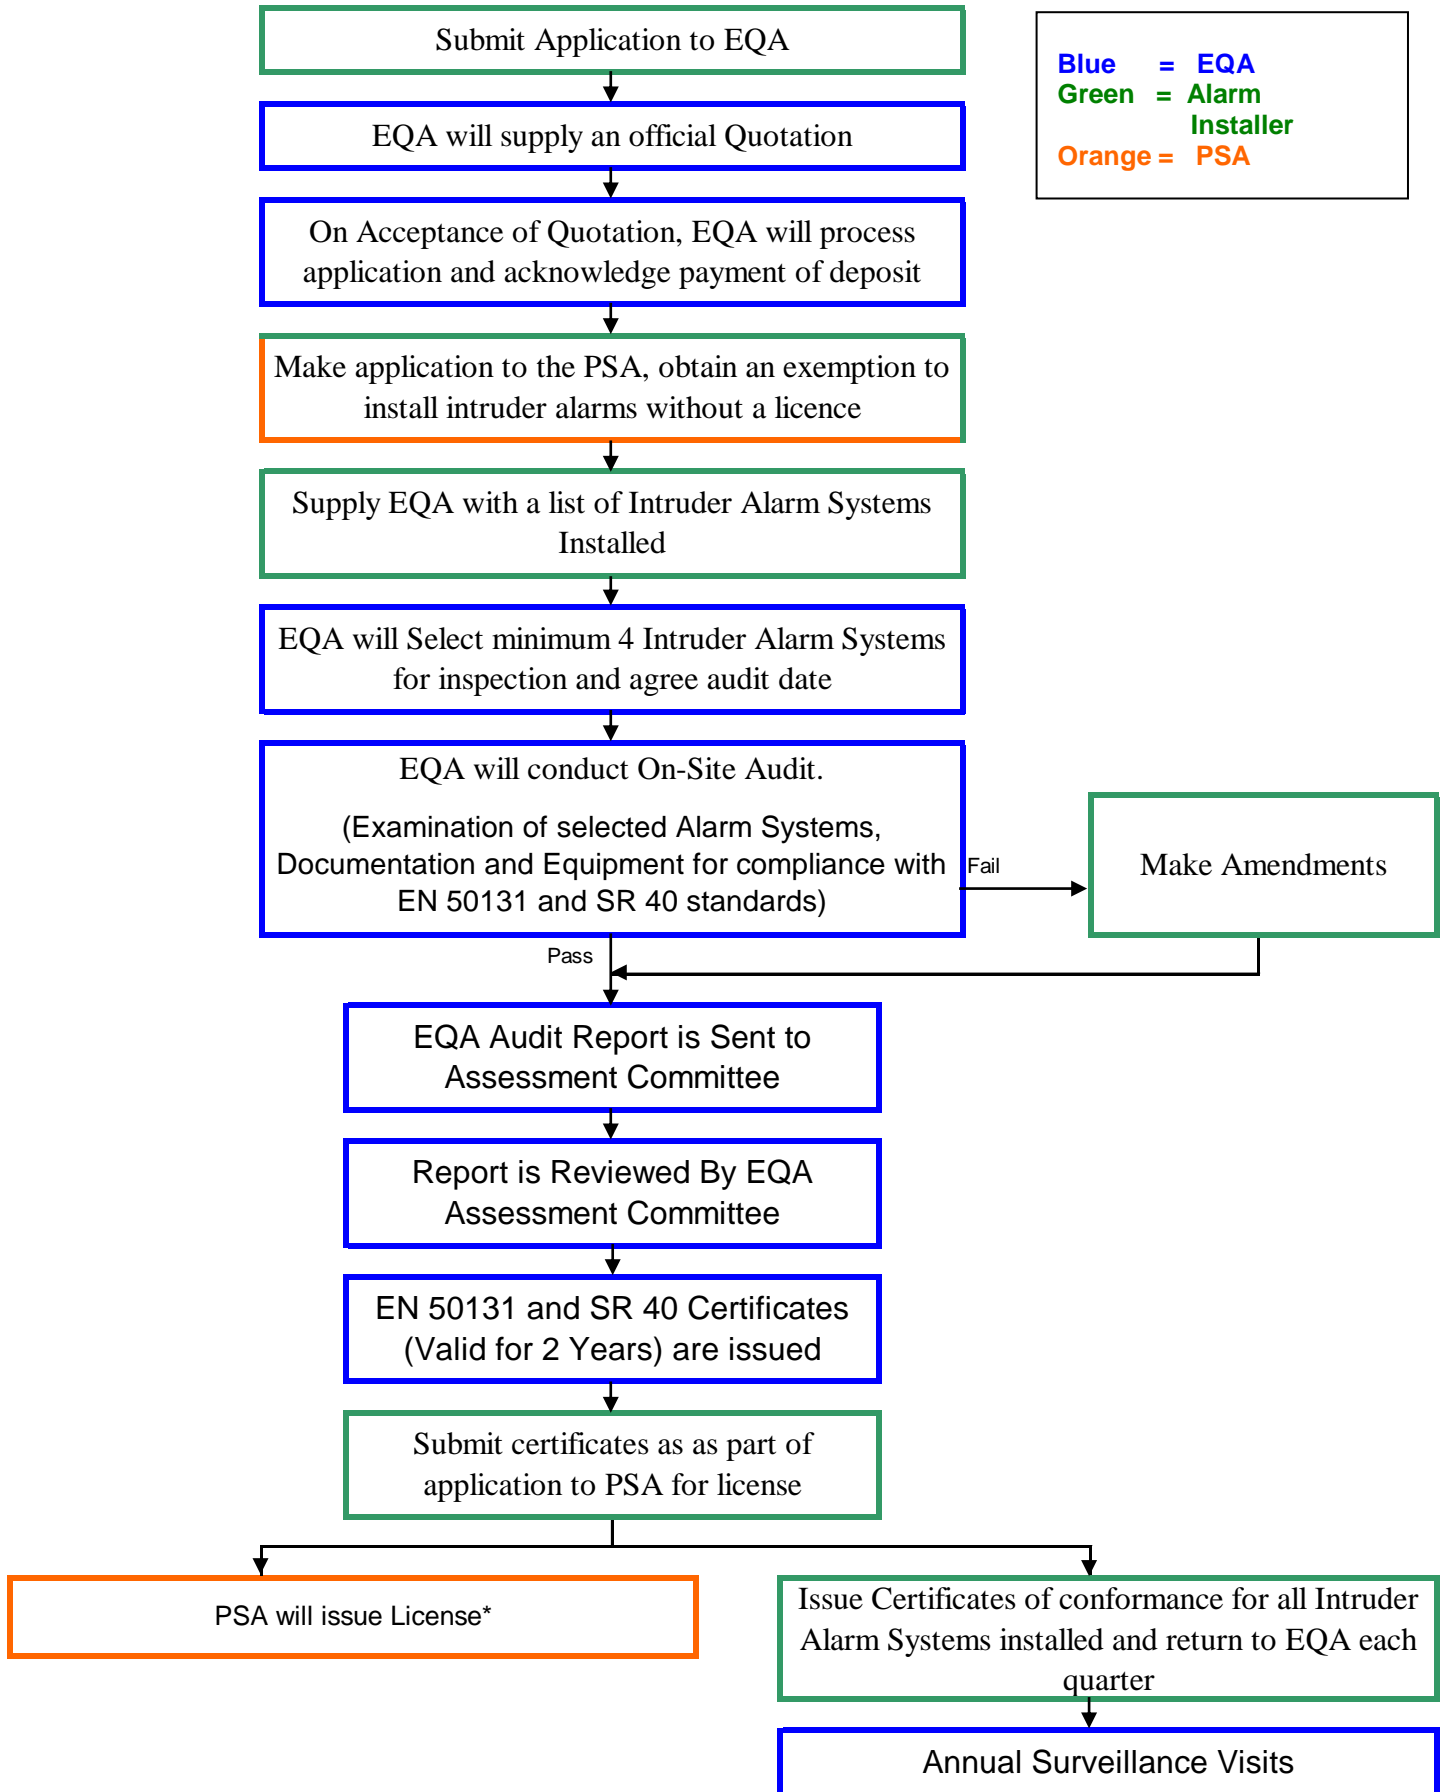 Submit Application to EQA
Blue = EQA
Green = Alarm
Installer
Orange = PSA
EQA will supply an official Quotation
On Acceptance of Quotation, EQA will process
application and acknowledge payment of deposit
Make application to the PSA, obtain an exemption to
install intruder alarms without a licence
Supply EQA with a list of Intruder Alarm Systems
Installed
EQA will Select minimum 4 Intruder Alarm Systems
for inspection and agree audit date
EQA will conduct On-Site Audit.
(Examination of selected Alarm Systems,
Documentation and Equipment for compliance with
EN 50131 and SR 40 standards)
Fail
Make Amendments
Pass
EQA Audit Report is Sent to
Assessment Committee
Report is Reviewed By EQA
Assessment Committee
EN 50131 and SR 40 Certificates
(Valid for 2 Years) are issued
Submit certificates as as part of
application to PSA for license
PSA will issue License*
Issue Certificates of conformance for all Intruder
Alarm Systems installed and return to EQA each
quarter
Annual Surveillance Visits